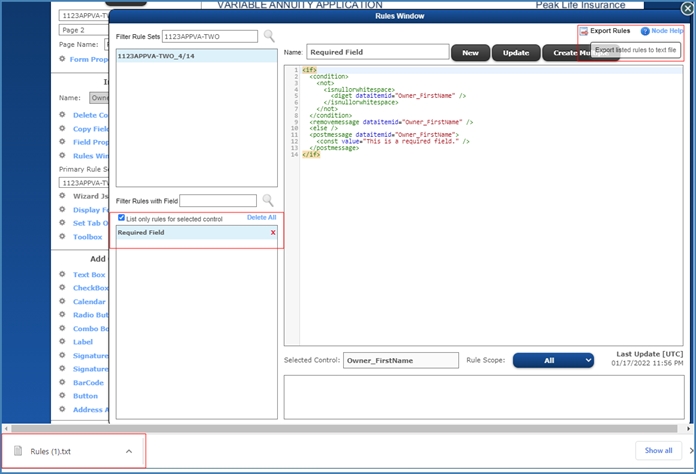 VARIABLE ANNUITY APPLICATION
Peak Life Insurance
1123APPVA-TW
Page 2
Page Name:
Form Prope
Name:
Owne
Delete Co
Copy Field
Field Prop
Rules Win
Primary Rule Se
1123APPVA-TV
Wizard Js
Display Fo
Set Tab O
Toolbox
Add
Text Box
CheckBox
Calendar
Radio Butt
Combo Bo
Label
Signature
Signature
BarCode
Button
Address A
Rules Window
Filter Rule Sets
1123APPVA-TWO
1123APPVA-TWO_4/14
Filter Rules with Field
List only rules for selected control
Delete All
Required Field
X
Export Rules
Node Help
Name:
Required Field
New
Update
Create Mu
Export listed rules to text file
1 <if>
2 <condition>
3 <not>
4 <isnullorwhitespace>
5 <diget dataitemid="Owner_FirstName" />
6 </isnullorwhitespace>
7 </not>
8 </condition>
9 <removemessage dataitemid="Owner_FirstName" />
10 <else />
11 <postmessage dataitemid="Owner_FirstName">
12 <const value="This is a required field." />
13 </postmessage>
14 </if>
Selected Control:
Owner_FirstName
Rule Scope:
All
Last Update [UTC]
01/17/2022 11:56 PM
Rules (1).txt
Show all